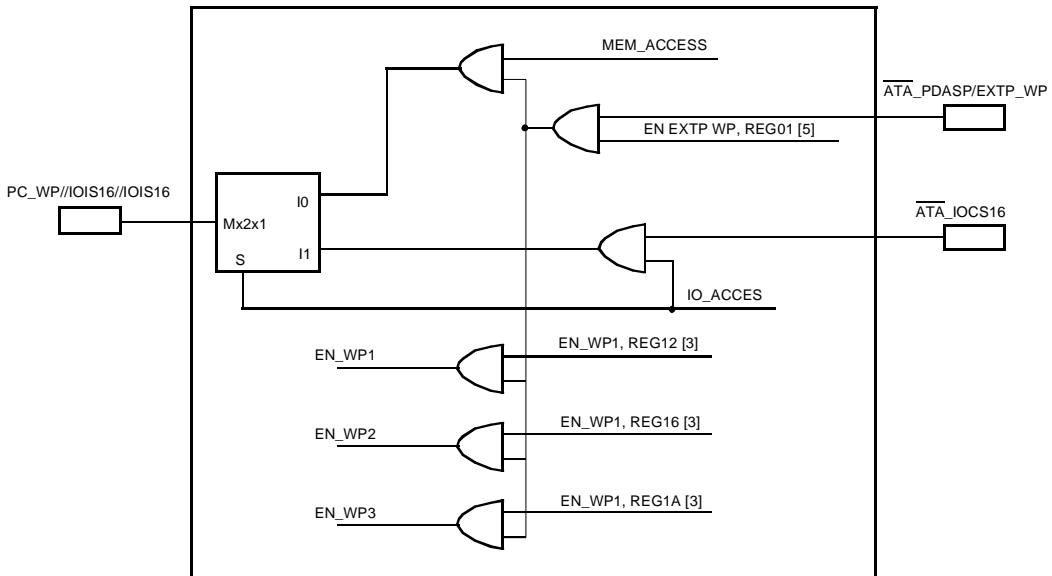 MEM_ACCESS
ATA_PDASP/EXTP_WP
EN EXTP WP, REG01 [5]
PC_WP//IOIS16//IOIS16
I0
Mx2x1
ATA_IOCS16
I1
S
IO_ACCES
EN_WP1
EN_WP1, REG12 [3]
EN_WP2
EN_WP1, REG16 [3]
EN_WP3
EN_WP1, REG1A [3]